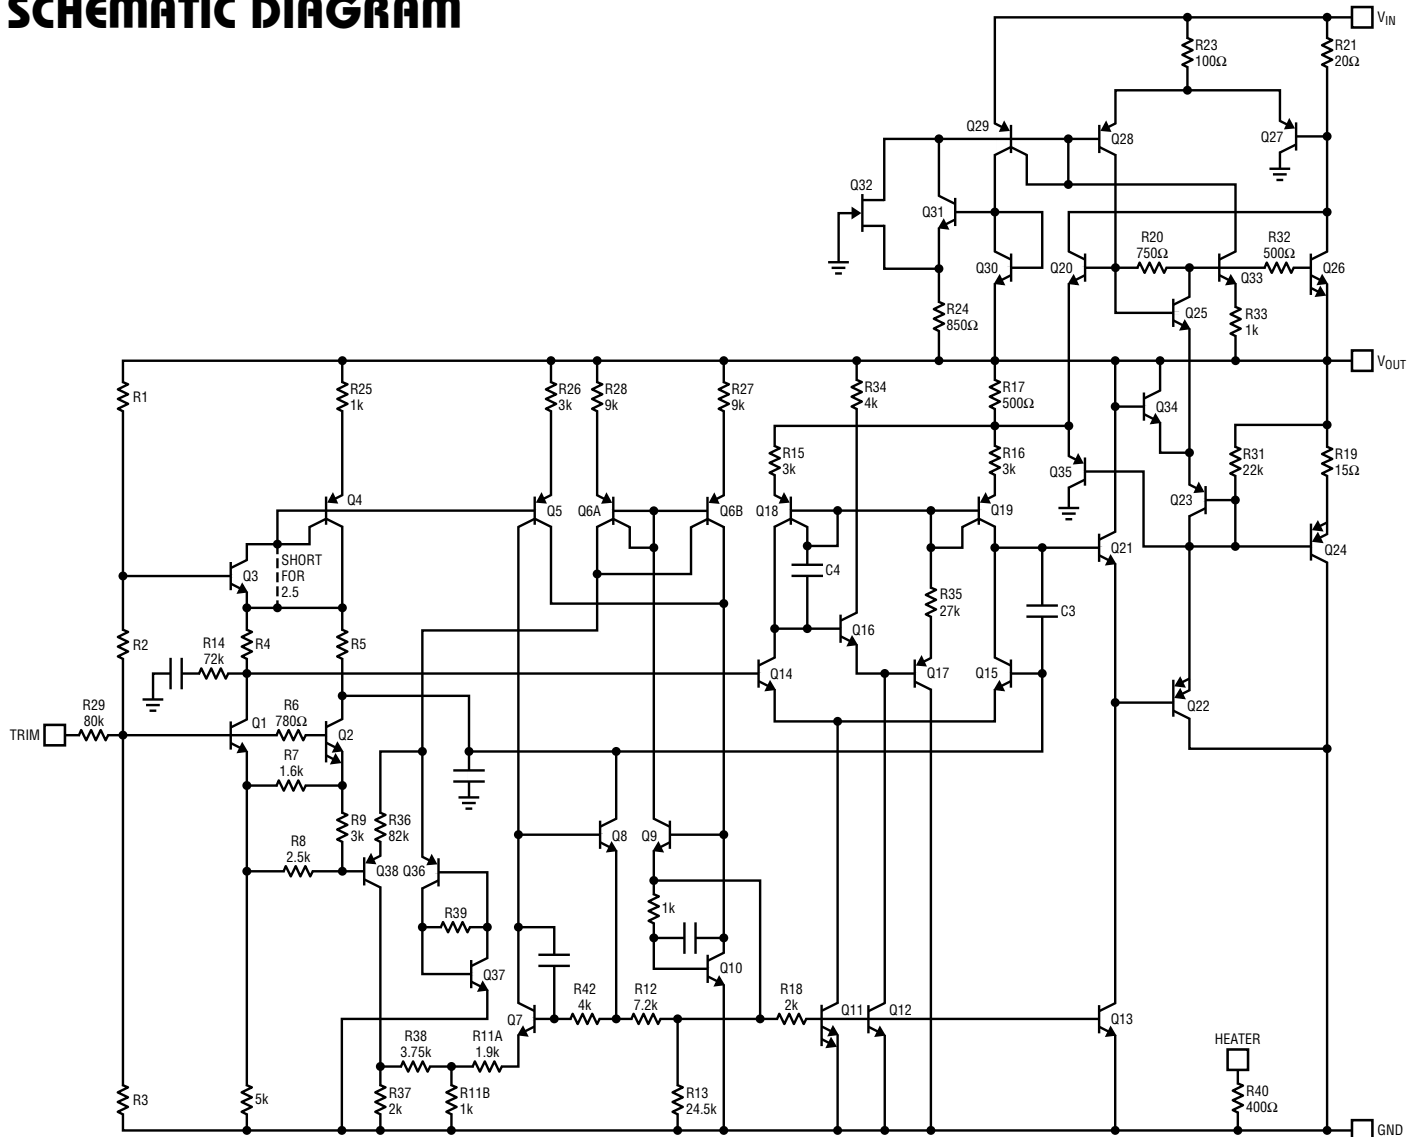 SCHEMATIC DIAGRAM
VIN
R23
100Ω
R21
20Ω
Q29
Q28
Q27
Q32
Q31
Q30
Q20
R20
750Ω
R32
500Ω
Q33
Q26
Q25
R24
850Ω
R33
1k
VOUT
R1
R25
1k
R26
3k
R28
9k
R27
9k
R34
4k
R17
500Ω
Q34
R15
3k
R16
3k
Q35
R31
22k
R19
15Ω
Q4
Q5
Q6A
Q6B
Q18
Q19
Q23
Q21
Q24
Q3
SHORT
FOR
2.5
C4
R35
27k
C3
R2
R14
72k
R4
R5
Q16
Q14
Q17
Q15
Q22
TRIM
R29
80k
Q1
R6
780Ω
Q2
R7
1.6k
R8
2.5k
R9
3k
R36
82k
Q8
Q9
Q38
Q36
R39
1k
Q37
Q10
Q7
R42
4k
R12
7.2k
R18
2k
Q11
Q12
Q13
R38
3.75k
R11A
1.9k
HEATER
R3
5k
R37
2k
R11B
1k
R13
24.5k
R40
400Ω
GND